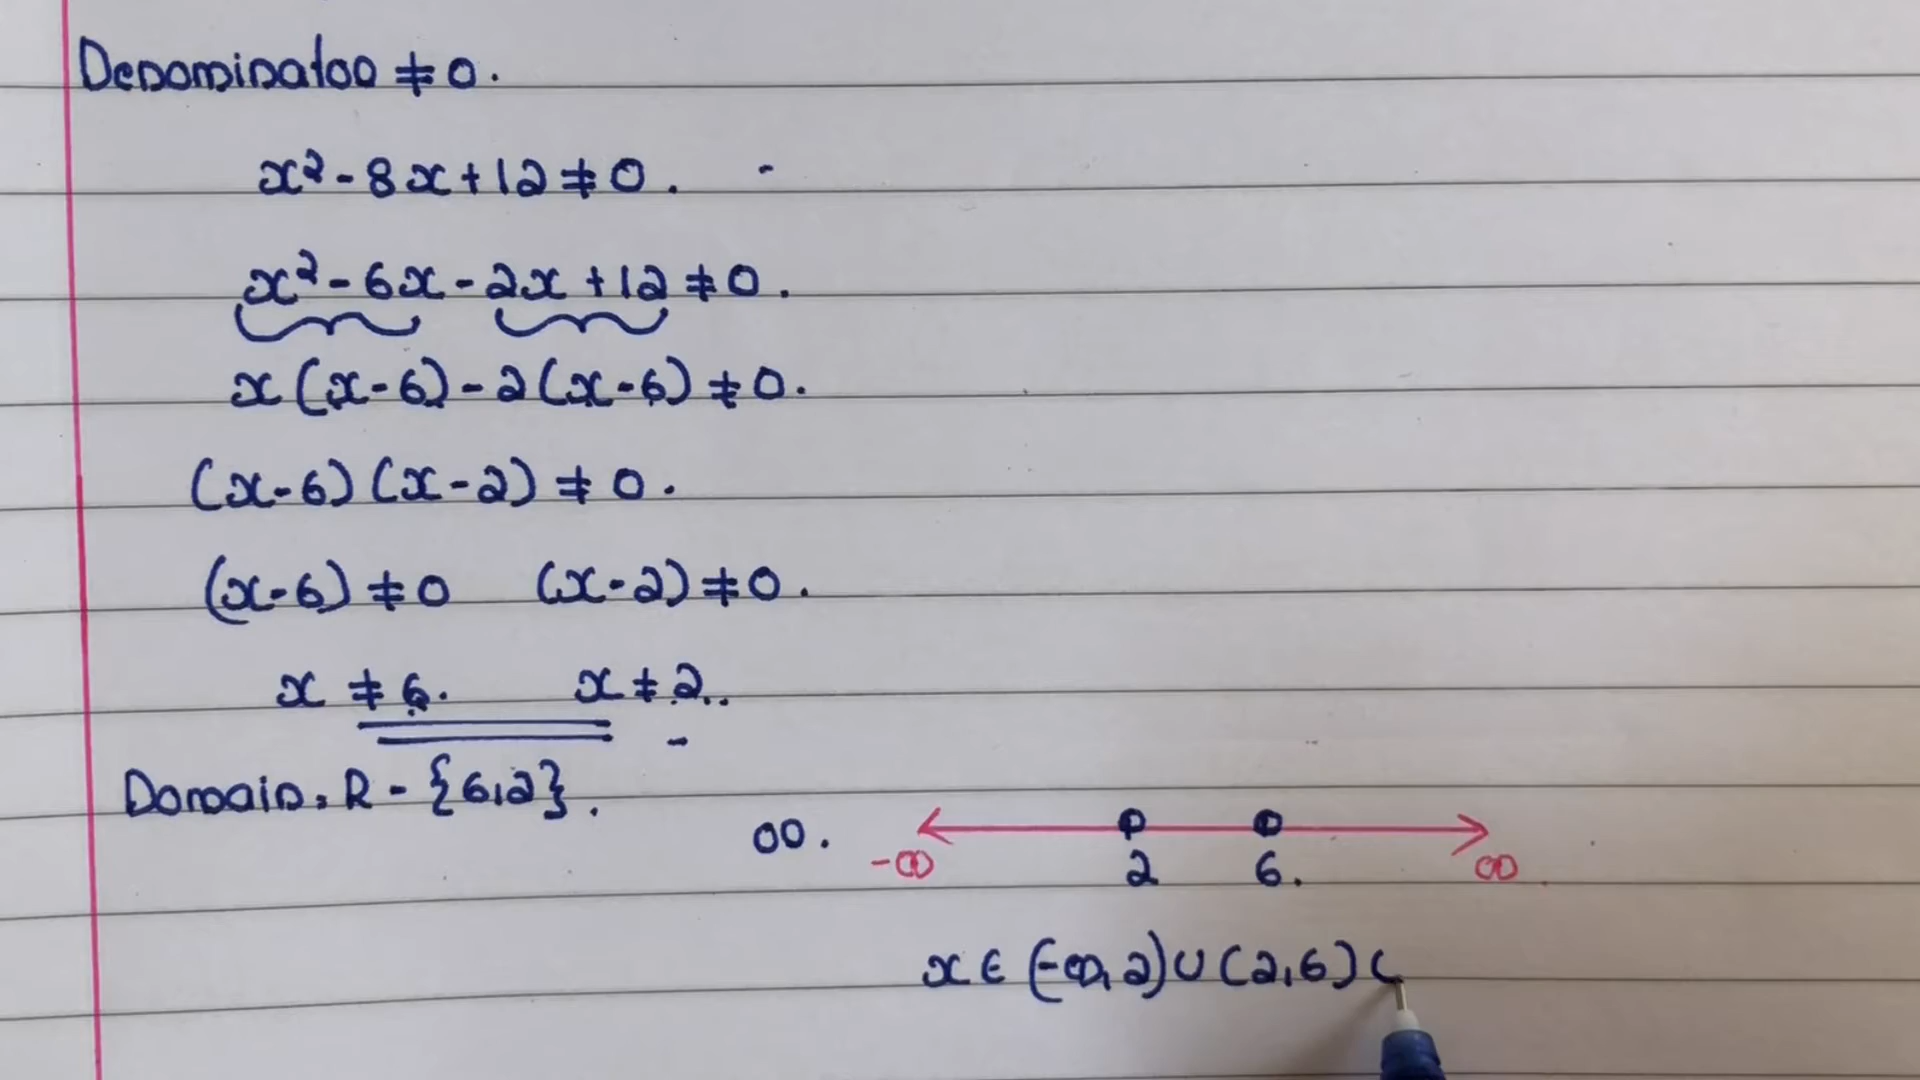 Denominator ≠ 0.
x² - 8x + 12 ≠ 0.
x² - 6x - 2x + 12 ≠ 0.
x (x - 6) - 2 (x - 6) ≠ 0.
(x - 6) (x - 2) ≠ 0.
(x - 6) ≠ 0 (x - 2) ≠ 0.
x ≠ 6. x ≠ 2.
Domain = R - {6,2}.
OO.
-∞ 2 6. ∞
x ∈ (-∞, 2) ∪ (2,6)